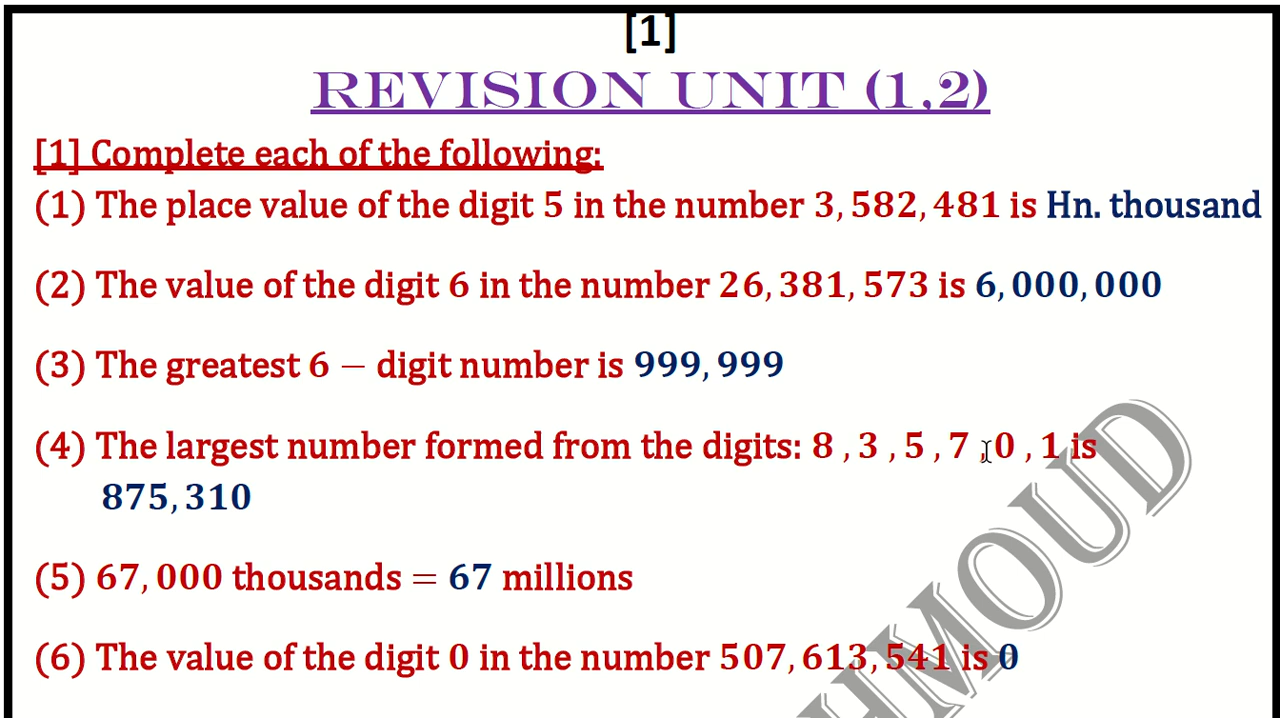 [1]
REVISION UNIT (1,2)
[1] Complete each of the following:
(1) The place value of the digit 5 in the number 3,582,481 is Hn. thousand
(2) The value of the digit 6 in the number 26,381,573 is 6,000,000
(3) The greatest 6 – digit number is 999,999
(4) The largest number formed from the digits: 8 ,3 ,5 ,7 ,0 ,1 is
875,310
(5) 67,000 thousands = 67 millions
(6) The value of the digit 0 in the number 507,613,541 is 0